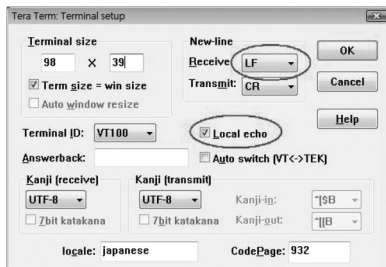 Tera Term: Terminal setup
Terminal size
98 X 39
Term size = win size
Auto window resize
New-line
Receive: LF
Transmit: CR
OK
Cancel
Help
Terminal ID: VT100
Local echo
Answerback:
Auto switch (VT<->TEK)
Kanji (receive)
UTF-8
7bit katakana
Kanji (transmit)
UTF-8
7bit katakana
Kanji-in: ^[$B
Kanji-out: ^[(B
locale: japanese
CodePage: 932